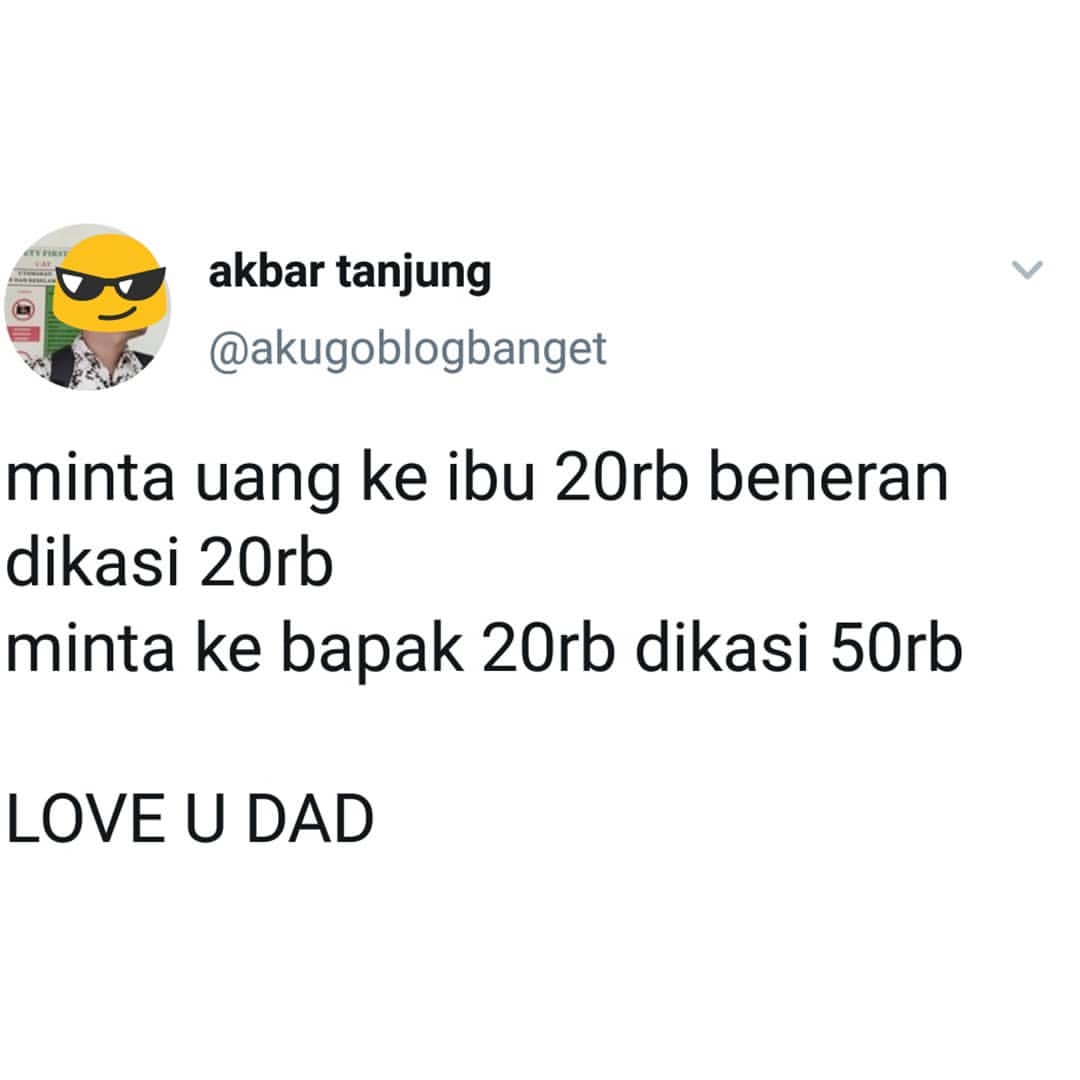 akbar tanjung
@akugoblogbanget
minta uang ke ibu 20rb beneran
dikasi 20rb
minta ke bapak 20rb dikasi 50rb
LOVE U DAD